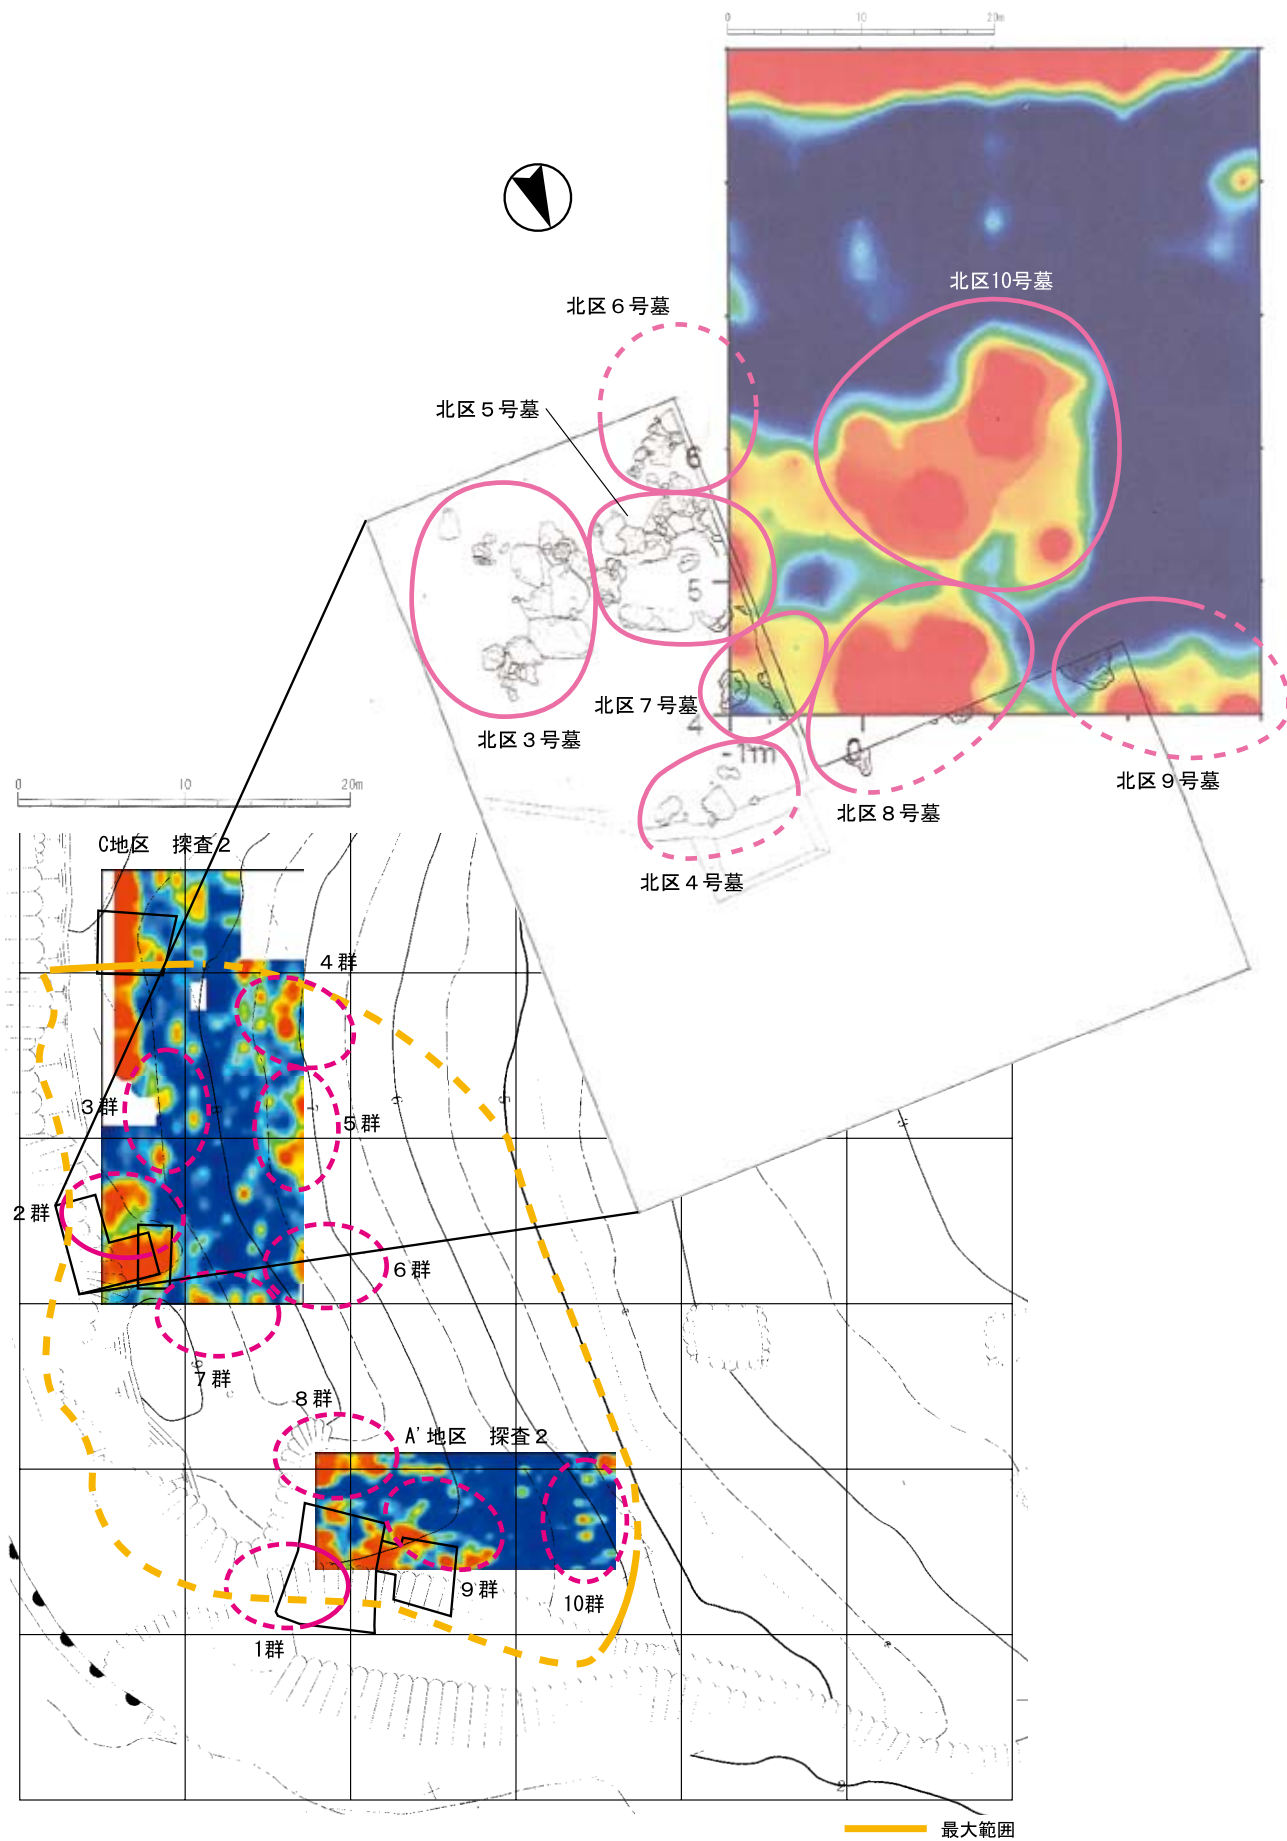 0 10 20m
北区10号墓
北区６号墓
北区５号墓
6
5
北区７号墓
4
-1m
北区３号墓
北区９号墓
北区８号墓
北区４号墓
0 10 20m
C地区　探査２
４群
３群
５群
２群
６群
７群
８群
A'地区　探査２
９群
10群
1群
2
最大範囲